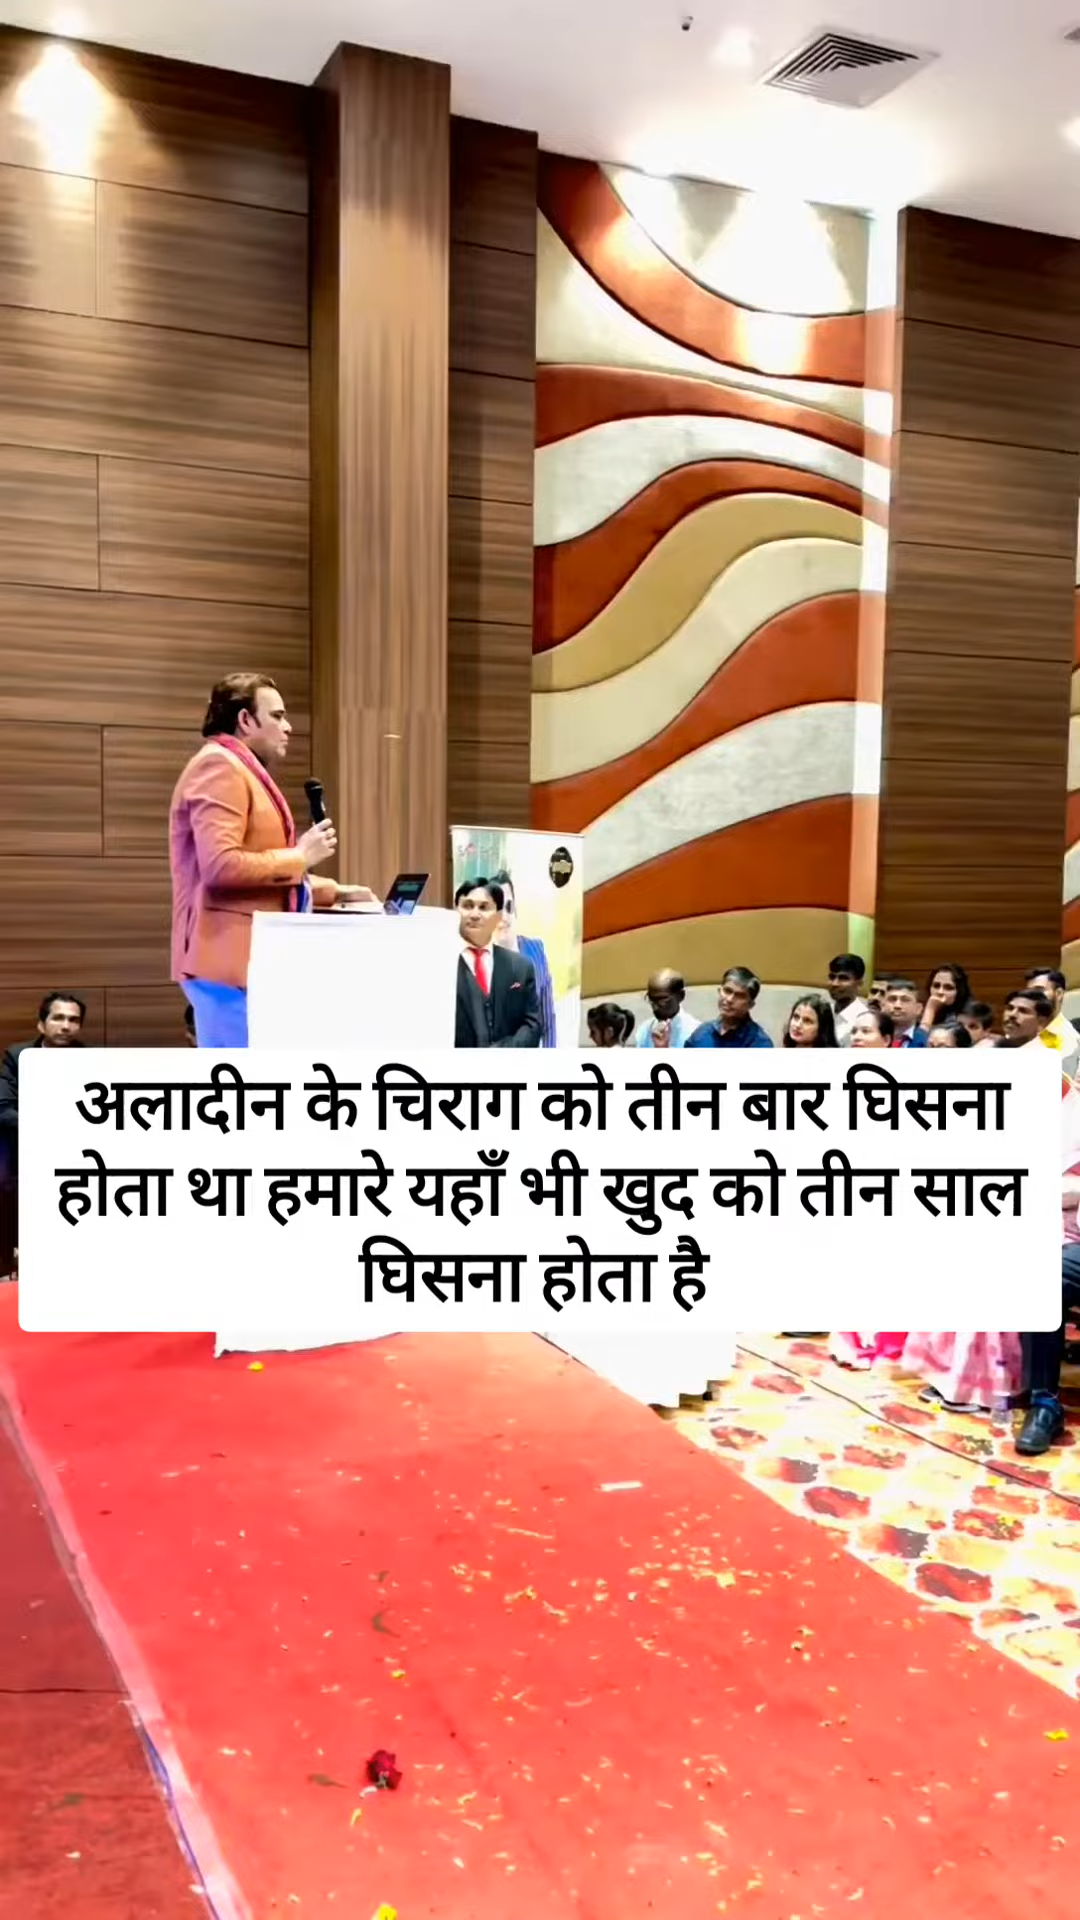 अलादीन के चिराग को तीन बार घिसना
होता था हमारे यहाँ भी खुद को तीन साल
घिसना होता है